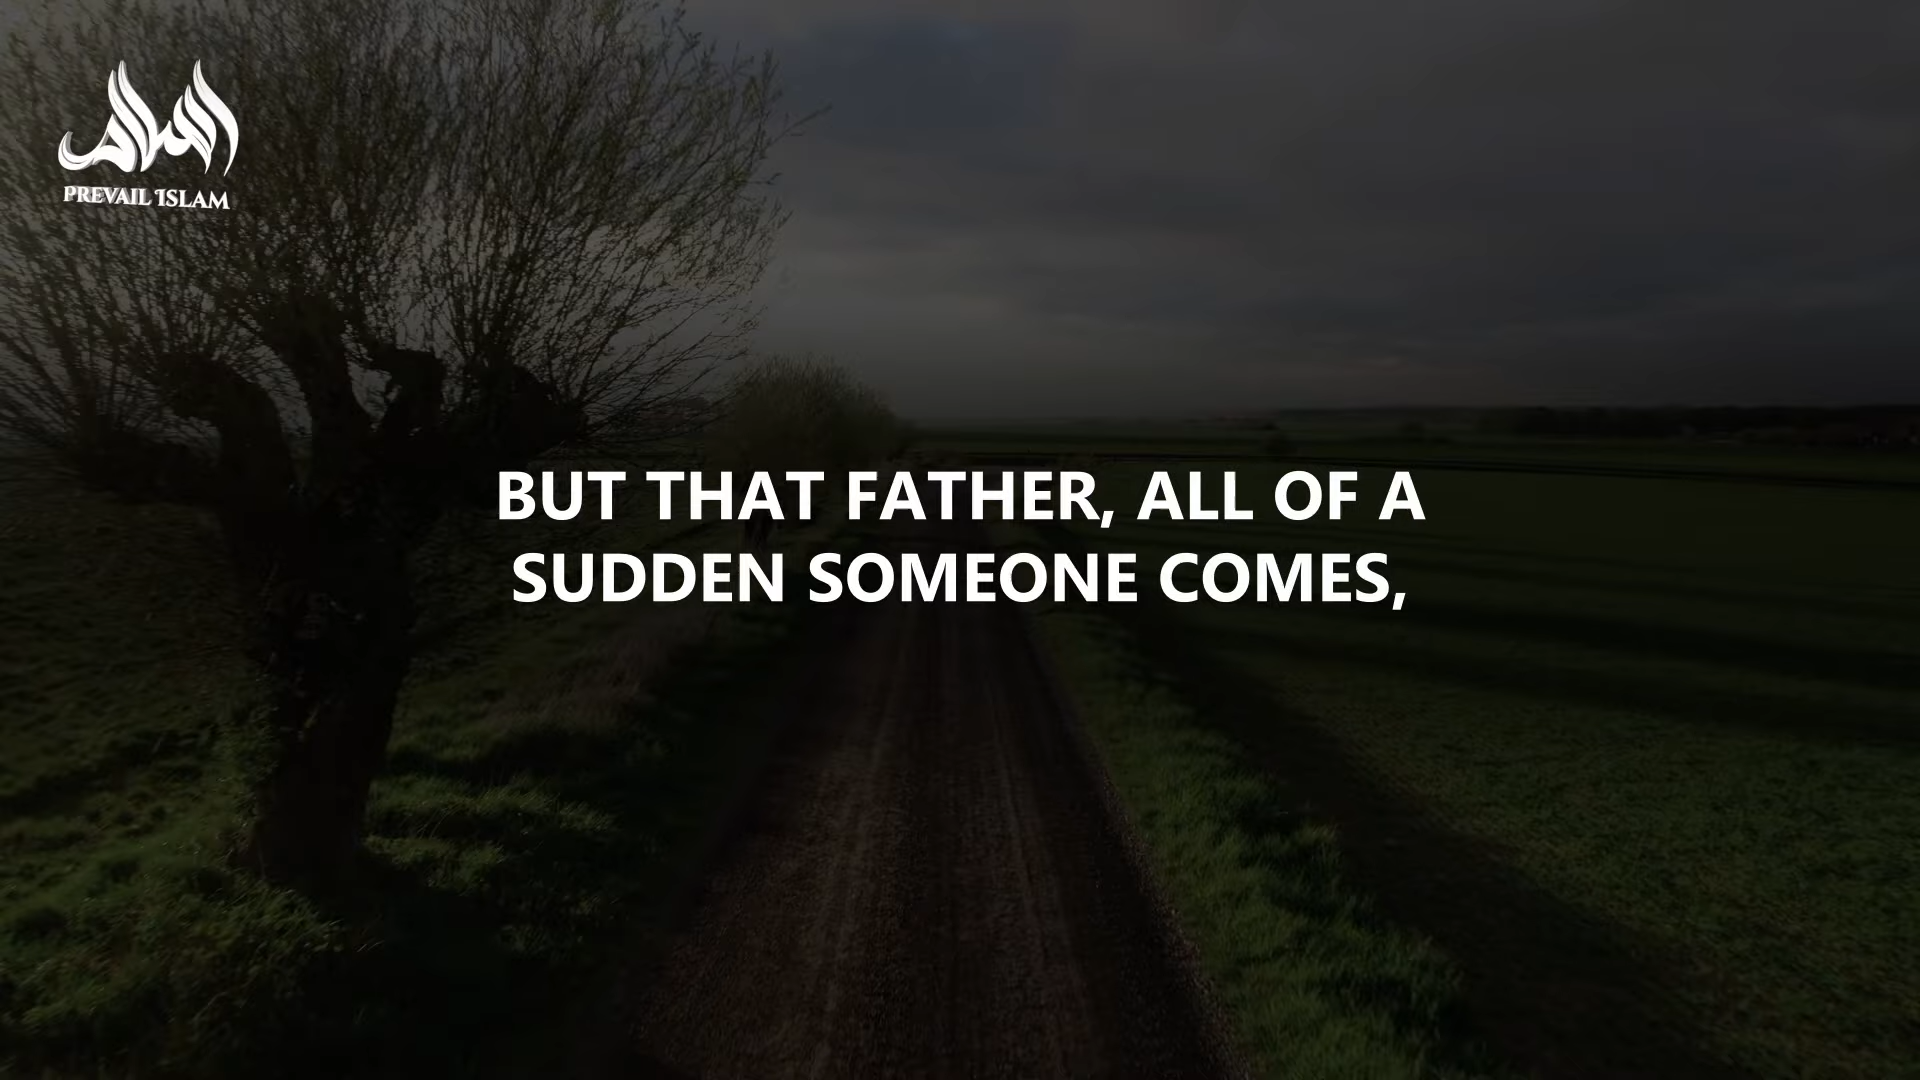 PREVAIL ISLAM
BUT THAT FATHER, ALL OF A
SUDDEN SOMEONE COMES,